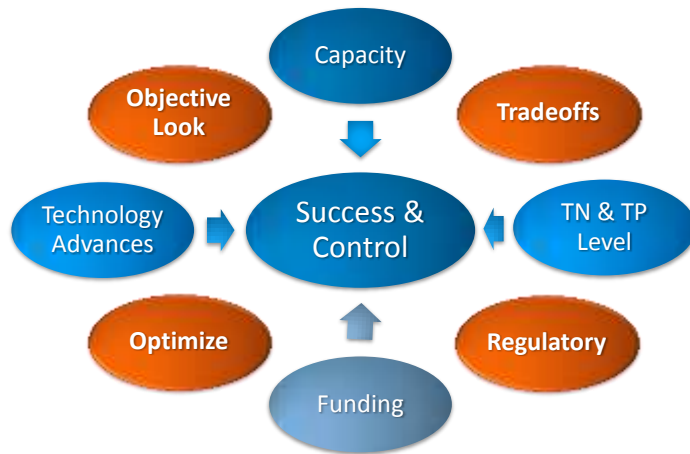 Capacity
Objective
Look
Tradeoffs
Technology
Advances
Success &
Control
TN & TP
Level
Optimize
Regulatory
Funding